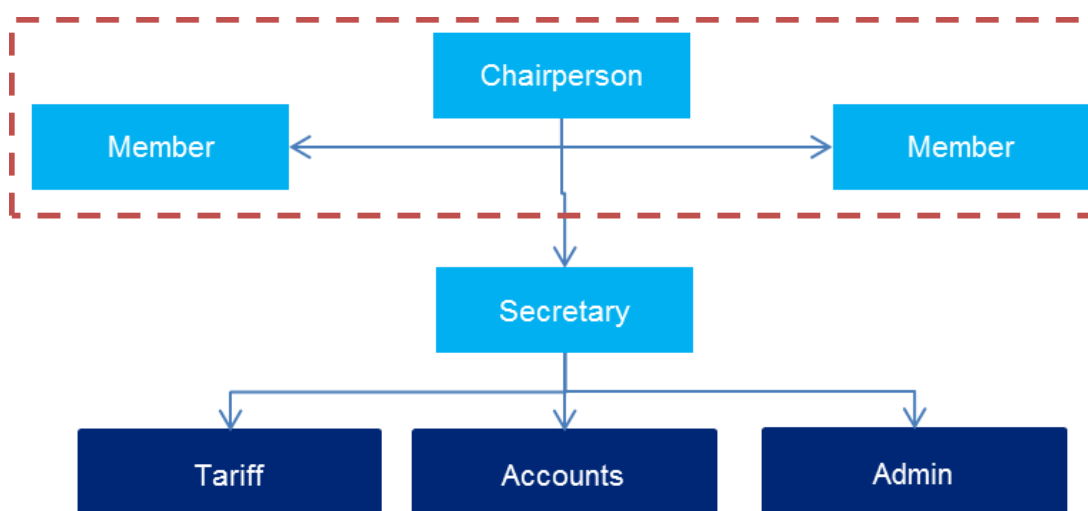 Chairperson
Member
Member
Secretary
Tariff
Accounts
Admin